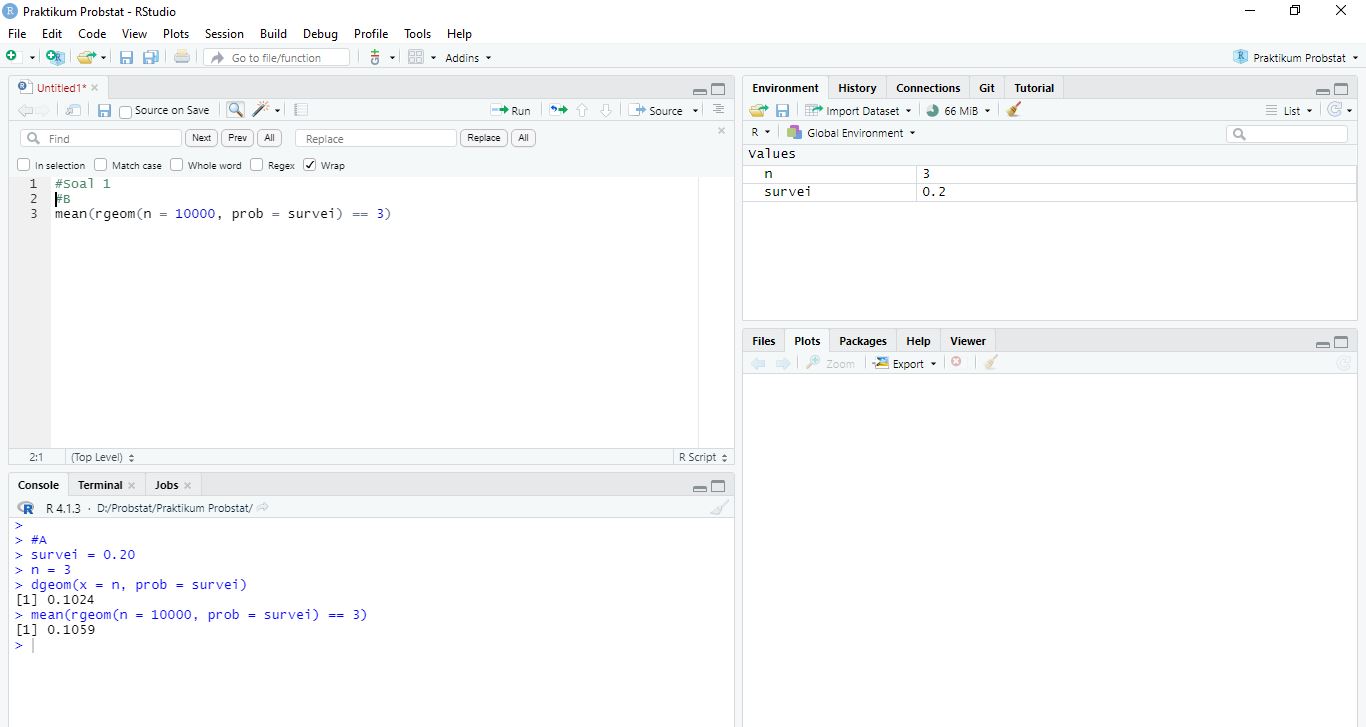 Praktikum Probstat - RStudio
File Edit Code View Plots Session Build Debug Profile Tools Help
Go to file/function Addins Praktikum Probstat
Untitled1*
Source on Save Run Source
Find Next Prev All Replace Replace All
In selection Match case Whole word Regex Wrap
1 #Soal 1
2 #B
3 mean(rgeom(n = 10000, prob = survei) == 3)
2:1 (Top Level) R Script
Console Terminal Jobs
R 4.1.3 · D:/Probstat/Praktikum Probstat/
>
> #A
> survei = 0.20
> n = 3
> dgeom(x = n, prob = survei)
[1] 0.1024
> mean(rgeom(n = 10000, prob = survei) == 3)
[1] 0.1059
>
Environment History Connections Git Tutorial
Import Dataset 66 MiB List
R Global Environment
Values
n 3
survei 0.2
Files Plots Packages Help Viewer
Zoom Export